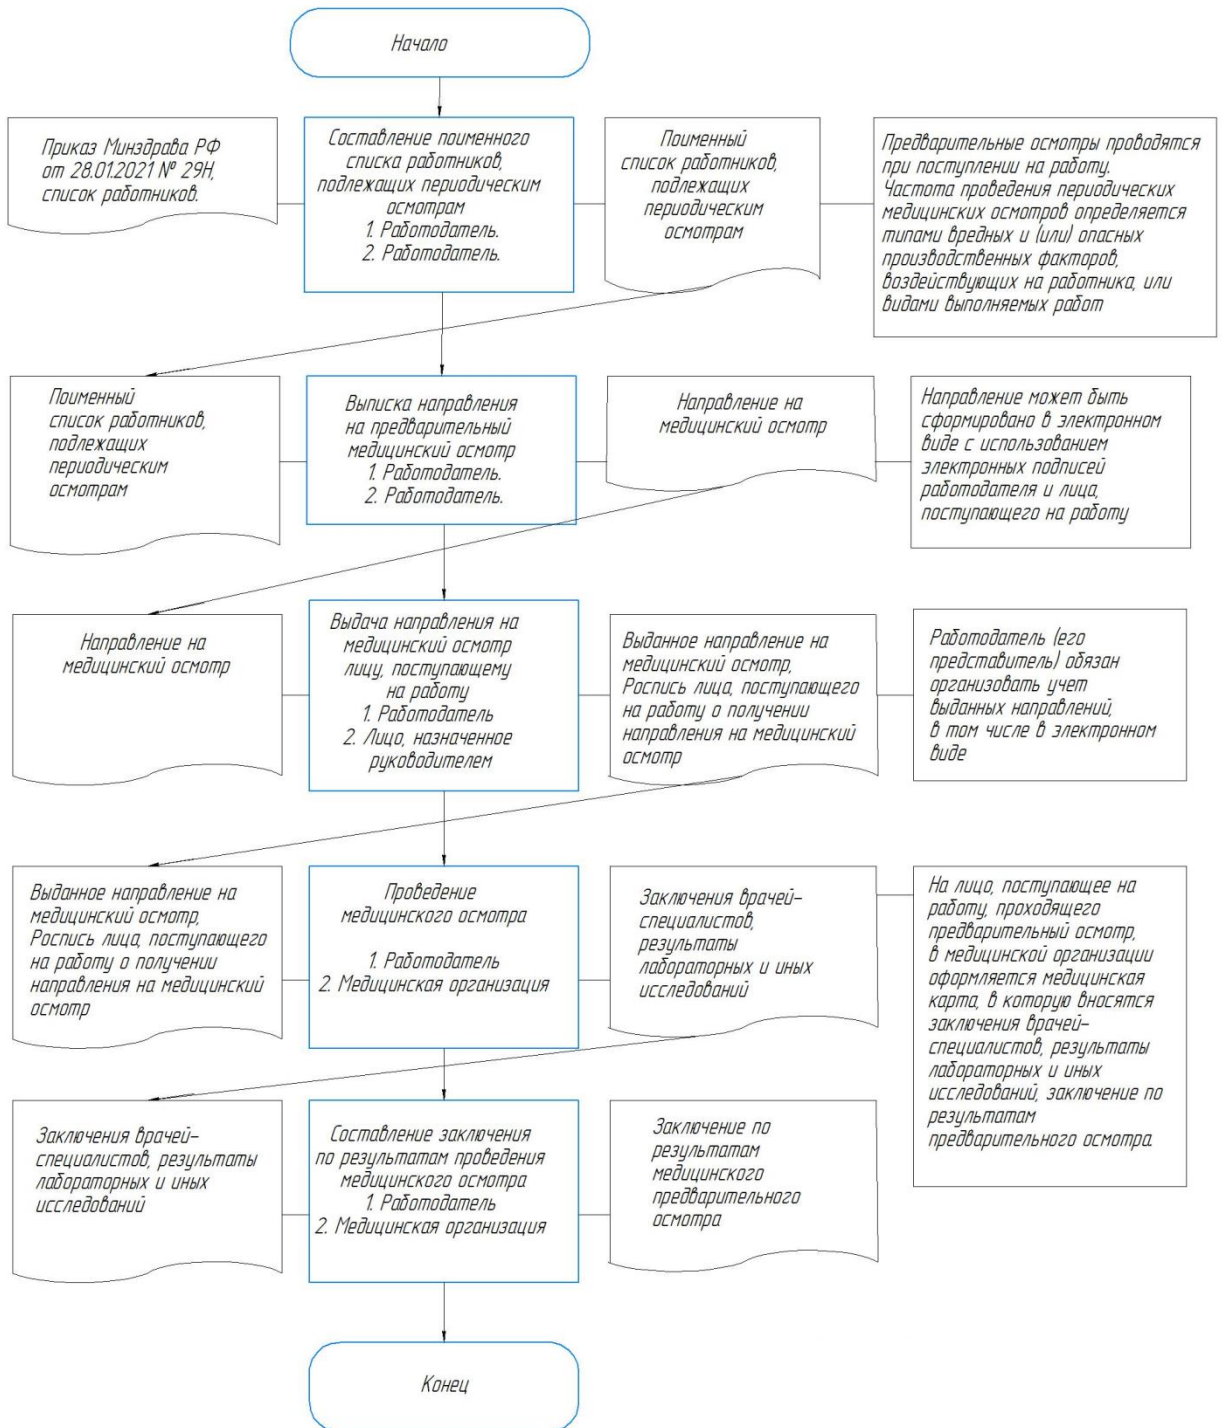 Начало
Приказ Минздрава РФ
от 28.01.2021 № 29Н,
список работников.
Составление поименного
списка работников,
подлежащих периодическим
осмотрам
1. Работодатель.
2. Работодатель.
Поименный
список работников,
подлежащих
периодическим
осмотрам
Предварительные осмотры проводятся
при поступлении на работу.
Частота проведения периодических
медицинских осмотров определяется
типами вредных и (или) опасных
производственных факторов,
воздействующих на работника, или
видами выполняемых работ
Поименный
список работников,
подлежащих
периодическим
осмотрам
Выписка направления
на предварительный
медицинский осмотр
1. Работодатель.
2. Работодатель.
Направление на
медицинский осмотр
Направление может быть
сформировано в электронном
виде с использованием
электронных подписей
работодателя и лица,
поступающего на работу
Направление на
медицинский осмотр
Выдача направления на
медицинский осмотр
лицу, поступающему
на работу
1. Работодатель
2. Лицо, назначенное
руководителем
Выданное направление на
медицинский осмотр,
Роспись лица, поступающего
на работу о получении
направления на медицинский
осмотр
Работодатель (его
представитель) обязан
организовать учет
выданных направлений,
в том числе в электронном
виде
Выданное направление на
медицинский осмотр,
Роспись лица, поступающего
на работу о получении
направления на медицинский
осмотр
Проведение
медицинского осмотра
1. Работодатель
2. Медицинская организация
Заключения врачей-
специалистов,
результаты
лабораторных и иных
исследований
На лицо, поступающее на
работу, проходящего
предварительный осмотр,
в медицинской организации
оформляется медицинская
карта, в которую вносятся
заключения врачей-
специалистов, результаты
лабораторных и иных
исследований, заключение по
результатам
предварительного осмотра.
Заключения врачей-
специалистов, результаты
лабораторных и иных
исследований
Составление заключения
по результатам проведения
медицинского осмотра
1. Работодатель
2. Медицинская организация
Заключение по
результатам
медицинского
предварительного
осмотра
Конец